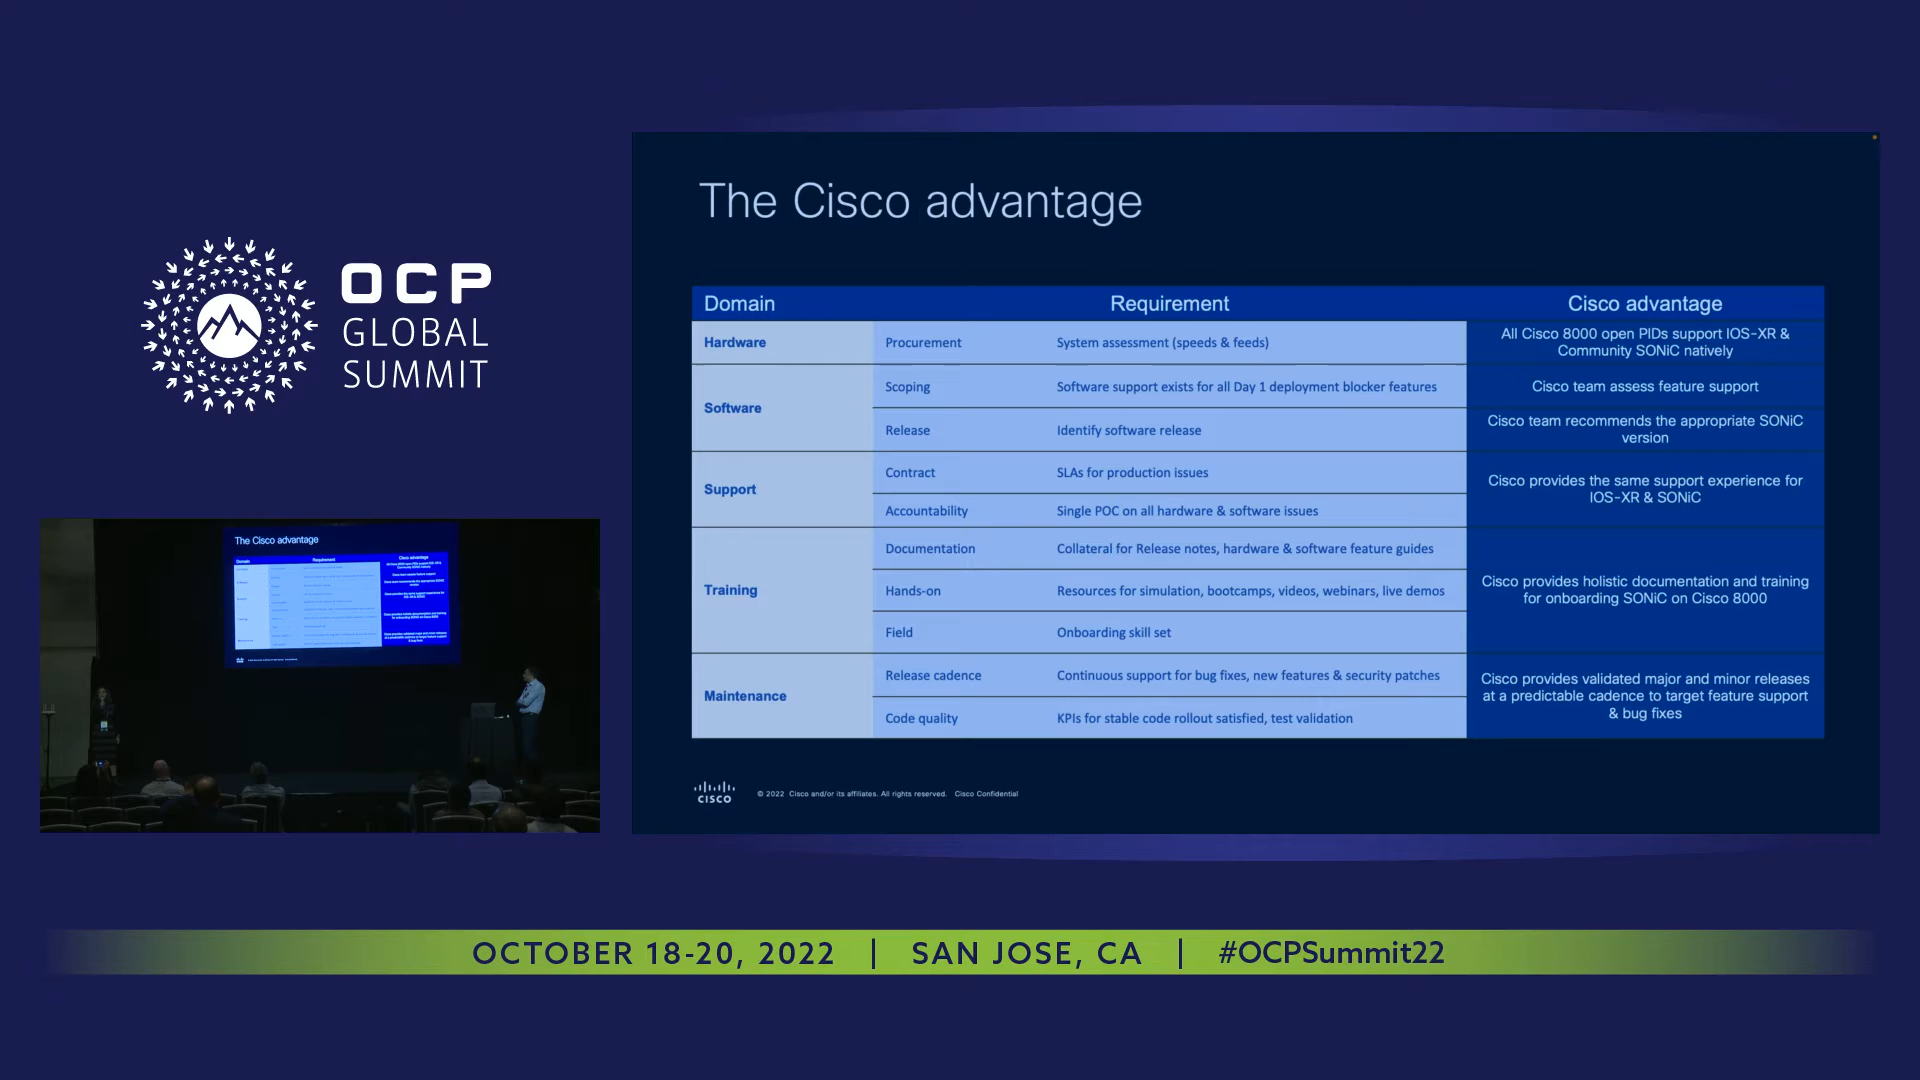 OCP
GLOBAL
SUMMIT
The Cisco advantage
Domain Requirement Cisco advantage
Hardware Procurement System assessment (speeds & feeds) All Cisco 8000 open PIDs support IOS-XR &
Community SONiC natively
Software Scoping Software support exists for all Day 1 deployment blocker features Cisco team assess feature support
Release Identify software release Cisco team recommends the appropriate SONiC
version
Support Contract SLAs for production issues Cisco provides the same support experience for
IOS-XR & SONiC
Accountability Single POC on all hardware & software issues
Training Documentation Collateral for Release notes, hardware & software feature guides
Hands-on Resources for simulation, bootcamps, videos, webinars, live demos Cisco provides holistic documentation and training
for onboarding SONiC on Cisco 8000
Field Onboarding skill set
Maintenance Release cadence Continuous support for bug fixes, new features & security patches Cisco provides validated major and minor releases
at a predictable cadence to target feature support
& bug fixes
Code quality KPIs for stable code rollout satisfied, test validation
CISCO © 2022 Cisco and/or its affiliates. All rights reserved. Cisco Confidential
The Cisco advantage
Domain Requirement Cisco advantage
OCTOBER 18-20, 2022 | SAN JOSE, CA | #OCPSummit22